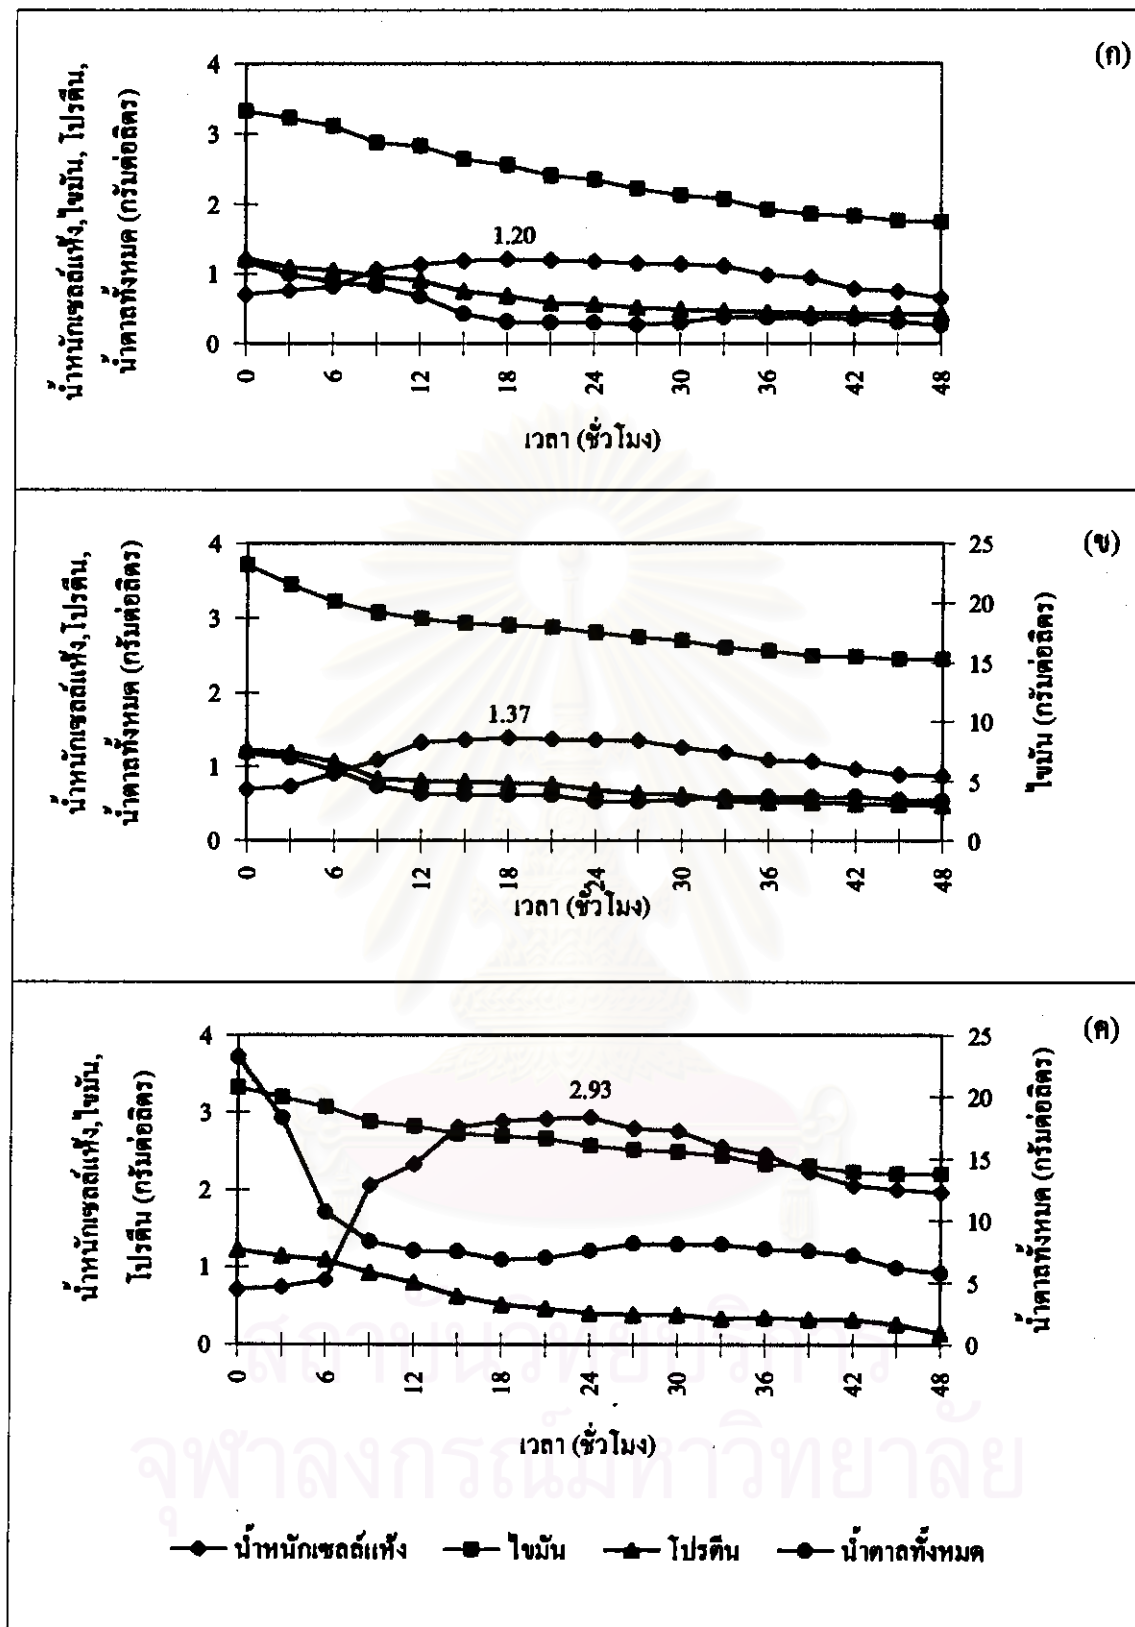 (ก)
น้ำหนักเซลล์แห้ง,ไขมัน, โปรตีน,
น้ำตาลทั้งหมด (กรัมต่อลิตร)
4
3
2
1
0
1.20
0 6 12 18 24 30 36 42 48
เวลา (ชั่วโมง)
(ข)
น้ำหนักเซลล์แห้ง,โปรตีน,
น้ำตาลทั้งหมด (กรัมต่อลิตร)
4
3
2
1
0
1.37
25
20
15
10
5
0
ไขมัน (กรัมต่อลิตร)
0 6 12 18 24 30 36 42 48
เวลา (ชั่วโมง)
(ค)
น้ำหนักเซลล์แห้ง,ไขมัน,
โปรตีน (กรัมต่อลิตร)
4
3
2
1
0
2.93
25
20
15
10
5
0
น้ำตาลทั้งหมด (กรัมต่อลิตร)
0 6 12 18 24 30 36 42 48
เวลา (ชั่วโมง)
สถาบันวิทยบริการ
จุฬาลงกรณ์มหาวิทยาลัย
น้ำหนักเซลล์แห้ง ไขมัน โปรตีน น้ำตาลทั้งหมด